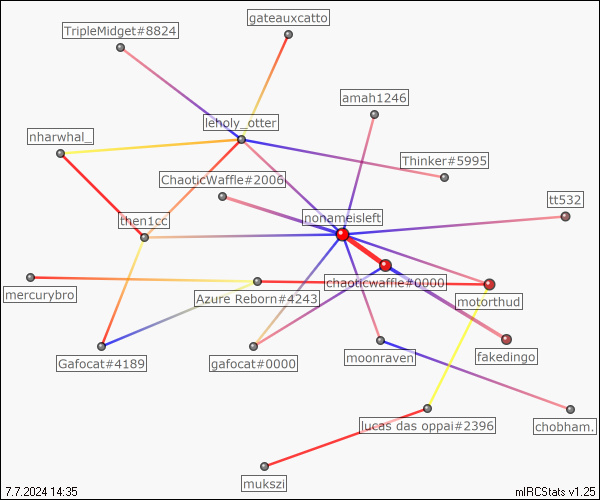 gateauxcatto
TripleMidget#8824
amah1246
leholy_otter
nharwhal_
Thinker#5995
ChaoticWaffle#2006
tt532
nonameisleft
then1cc
chaoticwaffle#0000
mercurybro
Azure Reborn#4243
motorthud
Gafocat#4189
gafocat#0000
moonraven
fakedingo
lucas das oppai#2396
chobham.
mukszi
7.7.2024 14:35
mIRCStats v1.25